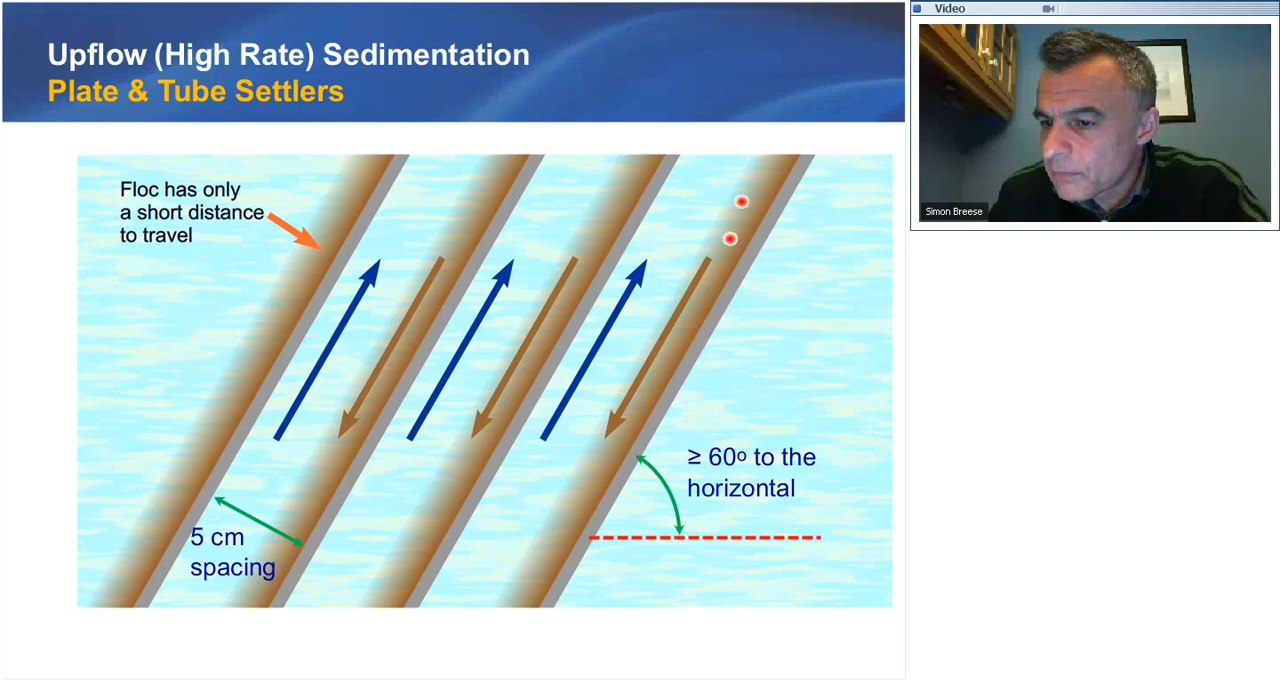 Upflow (High Rate) Sedimentation
Plate & Tube Settlers
Floc has only
a short distance
to travel
5 cm
spacing
≥ 60º to the
horizontal
Video
Simon Breese